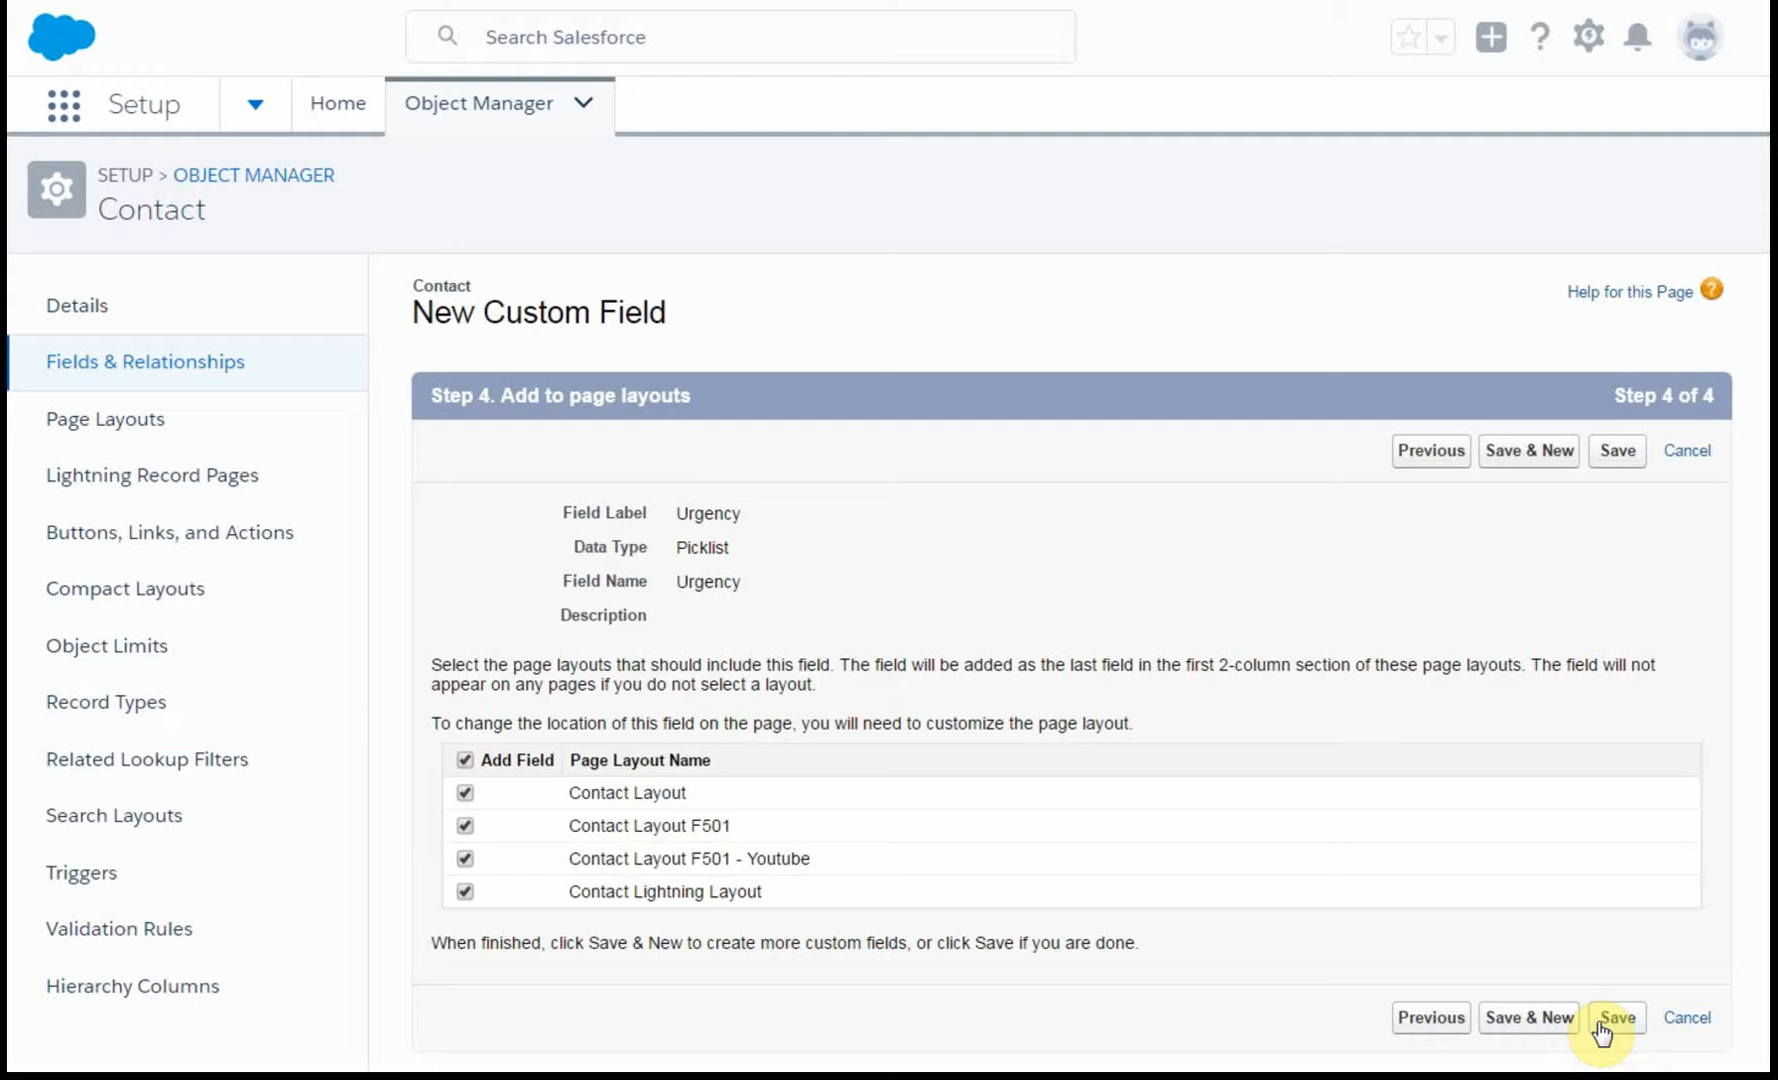 Search Salesforce
Setup
Home
Object Manager
SETUP > OBJECT MANAGER
Contact
Details
Fields & Relationships
Page Layouts
Lightning Record Pages
Buttons, Links, and Actions
Compact Layouts
Object Limits
Record Types
Related Lookup Filters
Search Layouts
Triggers
Validation Rules
Hierarchy Columns
Contact
New Custom Field
Help for this Page ?
Step 4. Add to page layouts Step 4 of 4
Previous Save & New Save Cancel
Field Label Urgency
Data Type Picklist
Field Name Urgency
Description
Select the page layouts that should include this field. The field will be added as the last field in the first 2-column section of these page layouts. The field will not
appear on any pages if you do not select a layout.
To change the location of this field on the page, you will need to customize the page layout.
Add Field Page Layout Name
Contact Layout
Contact Layout F501
Contact Layout F501 - Youtube
Contact Lightning Layout
When finished, click Save & New to create more custom fields, or click Save if you are done.
Previous Save & New Save Cancel